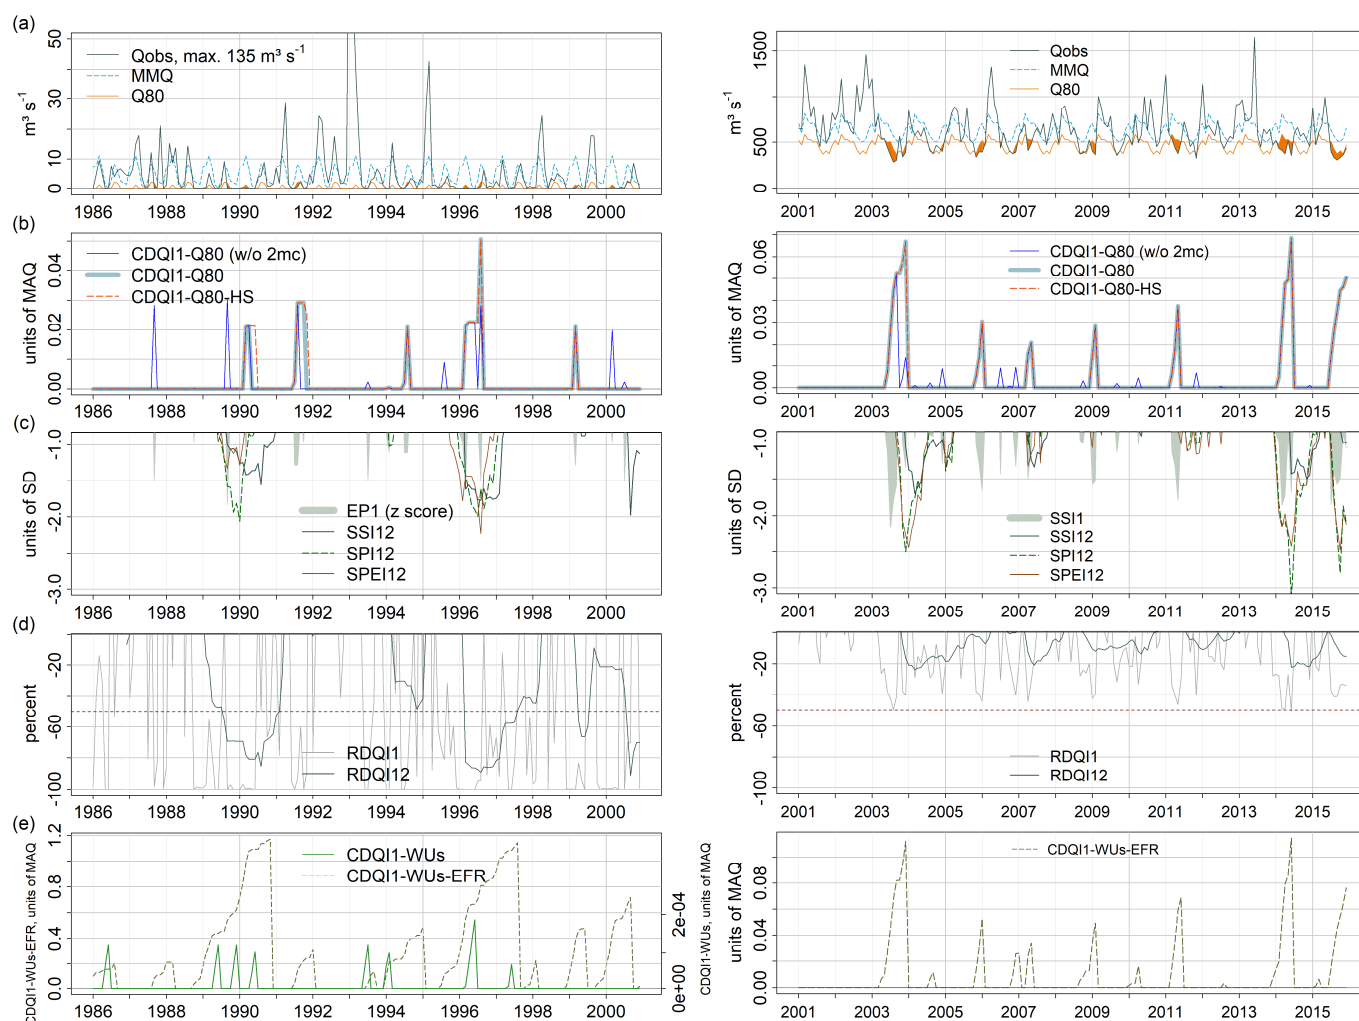 (a)
50
30
10
0
m³ s⁻¹
Qobs, max. 135 m³ s⁻¹
MMQ
Q80
1986 1988 1990 1992 1994 1996 1998 2000
1500
500
0
m³ s⁻¹
Qobs
MMQ
Q80
2001 2003 2005 2007 2009 2011 2013 2015
(b)
0.04
0.02
0.00
units of MAQ
CDQI1-Q80 (w/o 2mc)
CDQI1-Q80
CDQI1-Q80-HS
1986 1988 1990 1992 1994 1996 1998 2000
0.06
0.03
0.00
units of MAQ
CDQI1-Q80 (w/o 2mc)
CDQI1-Q80
CDQI1-Q80-HS
2001 2003 2005 2007 2009 2011 2013 2015
(c)
-1.0
-2.0
-3.0
units of SD
EP1 (z score)
SSI12
SPI12
SPEI12
1986 1988 1990 1992 1994 1996 1998 2000
-1.0
-2.0
-3.0
units of SD
SSI1
SSI12
SPI12
SPEI12
2001 2003 2005 2007 2009 2011 2013 2015
(d)
-20
-60
-100
percent
RDQI1
RDQI12
1986 1988 1990 1992 1994 1996 1998 2000
-20
-60
-100
percent
RDQI1
RDQI12
2001 2003 2005 2007 2009 2011 2013 2015
(e)
1.2
0.8
0.4
0.0
CDQI1-WUs-EFR, units of MAQ
CDQI1-WUs
CDQI1-WUs-EFR
2e-04
0e+00
CDQI1-WUs, units of MAQ
1986 1988 1990 1992 1994 1996 1998 2000
0.08
0.04
0.00
units of MAQ
CDQI1-WUs-EFR
2001 2003 2005 2007 2009 2011 2013 2015